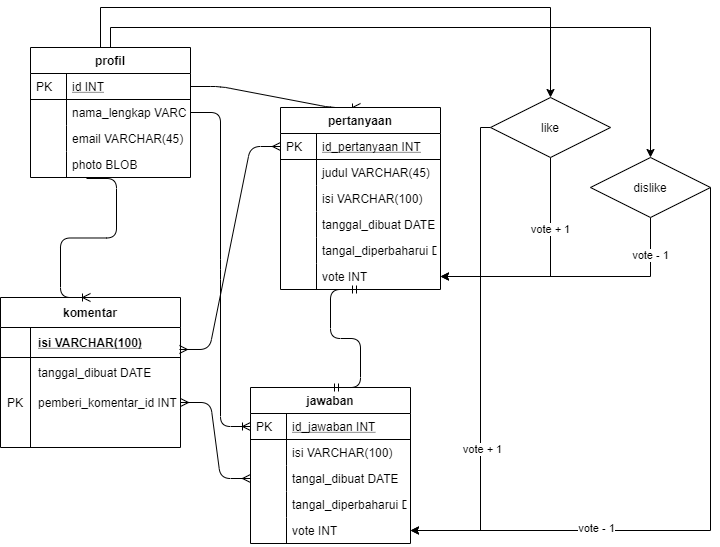 profil
PK id INT
nama_lengkap VARC
email VARCHAR(45)
photo BLOB
pertanyaan
PK id_pertanyaan INT
judul VARCHAR(45)
isi VARCHAR(100)
tanggal_dibuat DATE
tangal_diperbaharui D
vote INT
like
dislike
vote + 1
vote - 1
komentar
isi VARCHAR(100)
tanggal_dibuat DATE
PK pemberi_komentar_id INT
jawaban
PK id_jawaban INT
isi VARCHAR(100)
tangal_dibuat DATE
tangal_diperbaharui D
vote INT
vote + 1
vote - 1